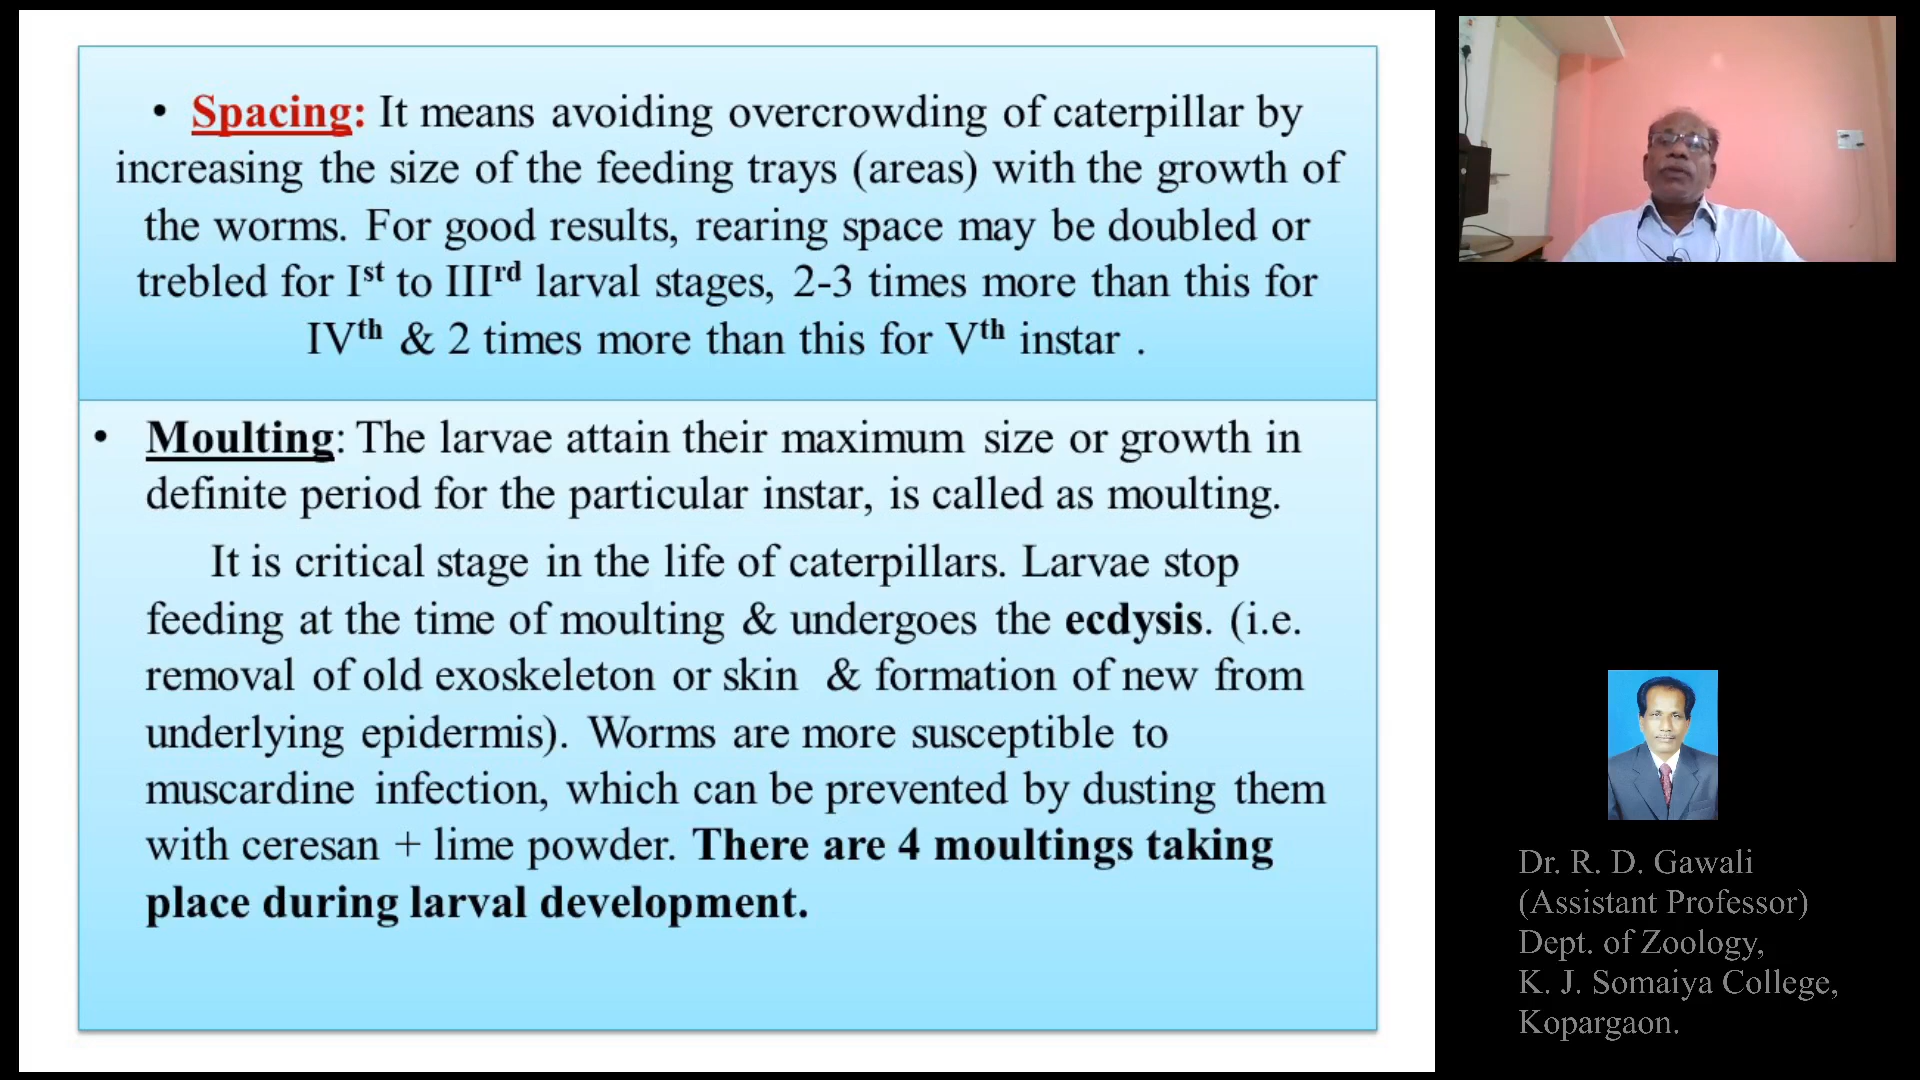 • Spacing: It means avoiding overcrowding of caterpillar by
increasing the size of the feeding trays (areas) with the growth of
the worms. For good results, rearing space may be doubled or
trebled for Ist to IIIrd larval stages, 2-3 times more than this for
IVth & 2 times more than this for Vth instar .
• Moulting: The larvae attain their maximum size or growth in
definite period for the particular instar, is called as moulting.
It is critical stage in the life of caterpillars. Larvae stop
feeding at the time of moulting & undergoes the ecdysis. (i.e.
removal of old exoskeleton or skin & formation of new from
underlying epidermis). Worms are more susceptible to
muscardine infection, which can be prevented by dusting them
with ceresan + lime powder. There are 4 moultings taking
place during larval development.
Dr. R. D. Gawali
(Assistant Professor)
Dept. of Zoology,
K. J. Somaiya College,
Kopargaon.